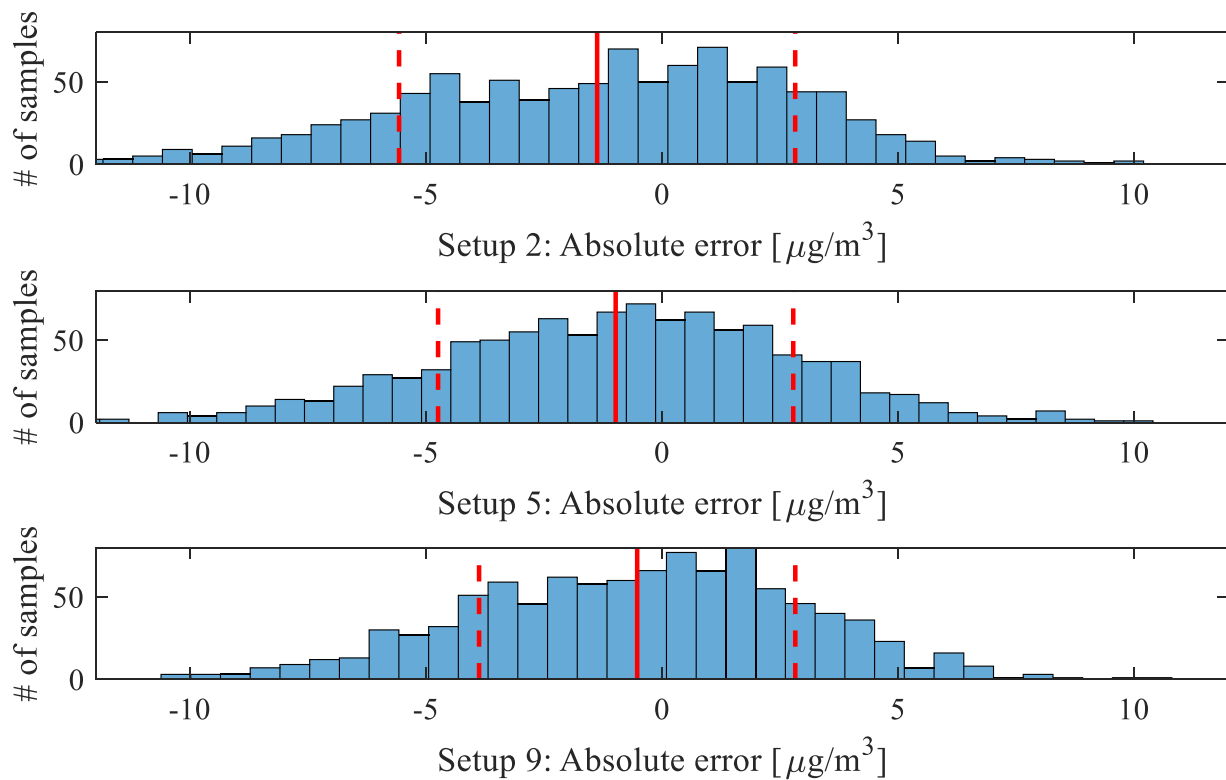 # of samples
50
0
-10 -5 0 5 10
Setup 2: Absolute error [μg/m³]
# of samples
50
0
-10 -5 0 5 10
Setup 5: Absolute error [μg/m³]
# of samples
50
0
-10 -5 0 5 10
Setup 9: Absolute error [μg/m³]